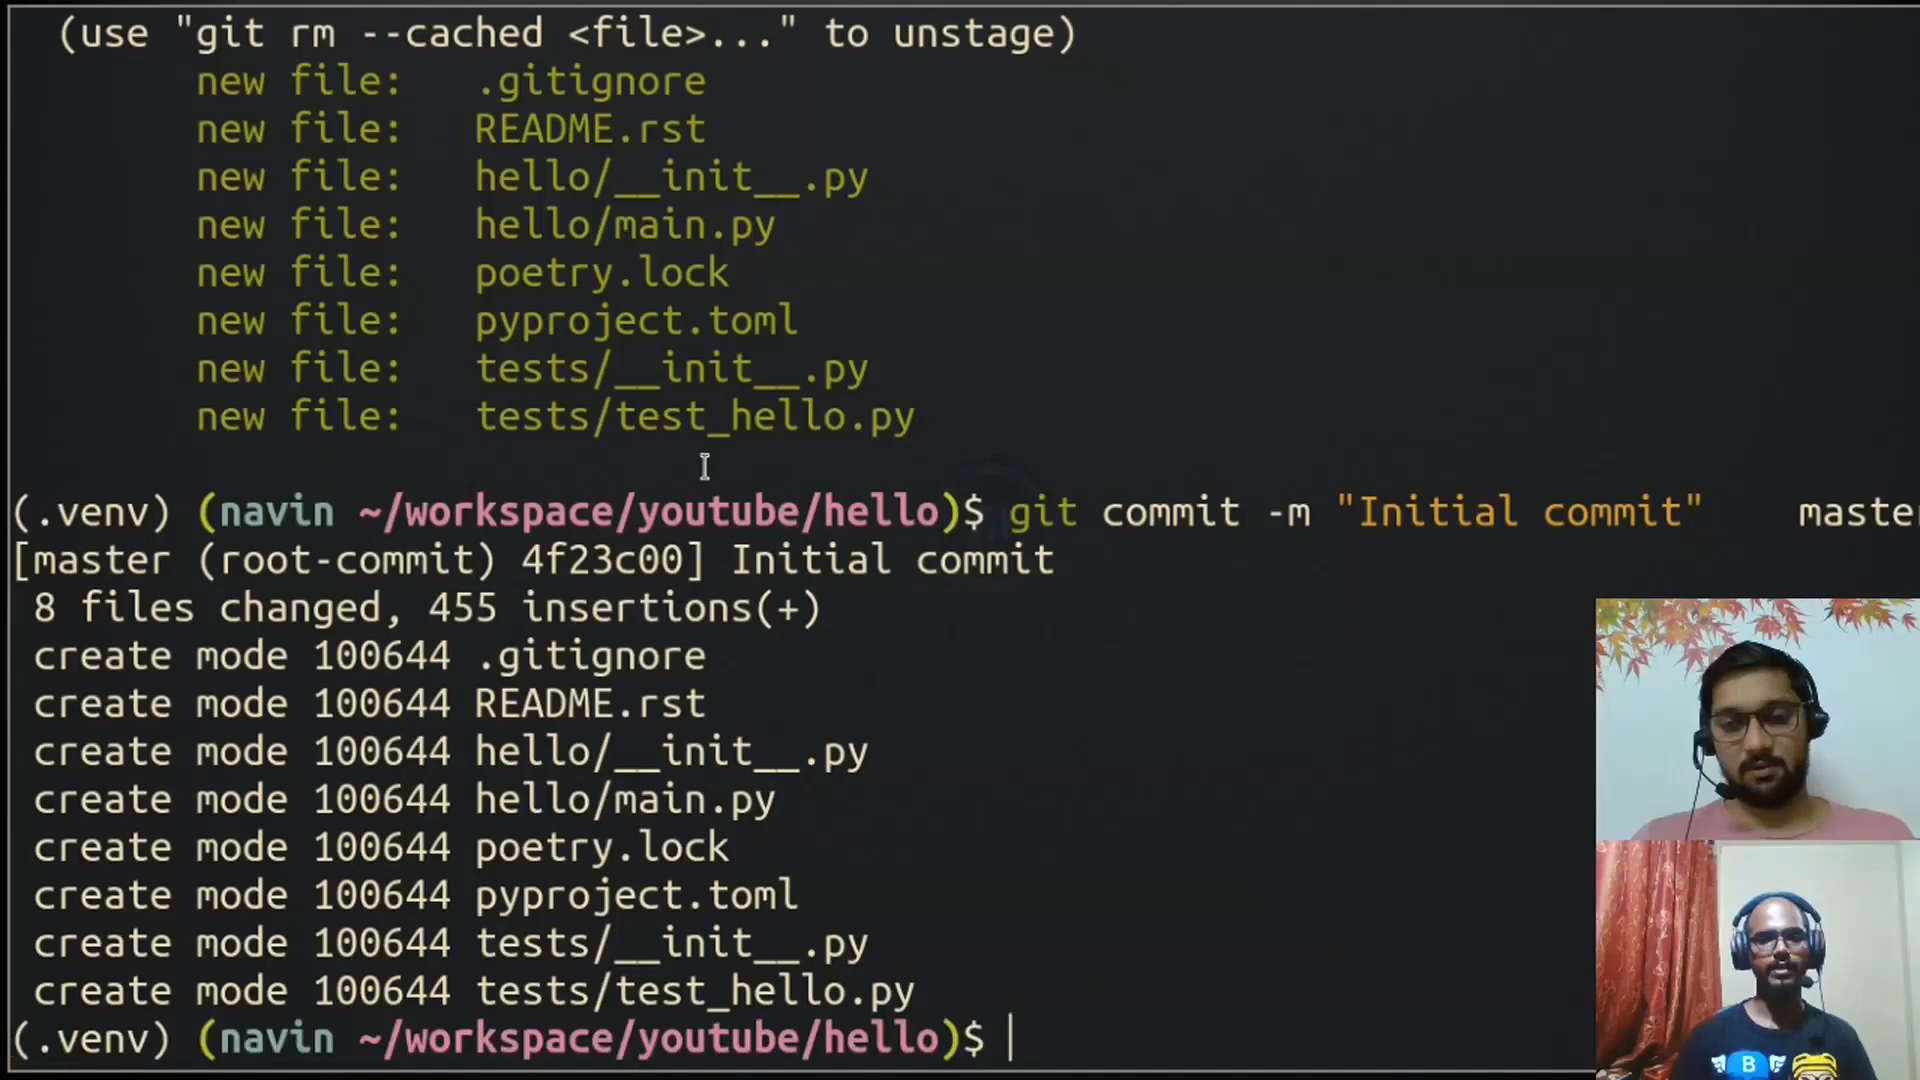 (use "git rm --cached <file>..." to unstage)
new file: .gitignore
new file: README.rst
new file: hello/__init__.py
new file: hello/main.py
new file: poetry.lock
new file: pyproject.toml
new file: tests/__init__.py
new file: tests/test_hello.py
(.venv) (navin ~/workspace/youtube/hello)$ git commit -m "Initial commit" master
[master (root-commit) 4f23c00] Initial commit
8 files changed, 455 insertions(+)
create mode 100644 .gitignore
create mode 100644 README.rst
create mode 100644 hello/__init__.py
create mode 100644 hello/main.py
create mode 100644 poetry.lock
create mode 100644 pyproject.toml
create mode 100644 tests/__init__.py
create mode 100644 tests/test_hello.py
(.venv) (navin ~/workspace/youtube/hello)$
B